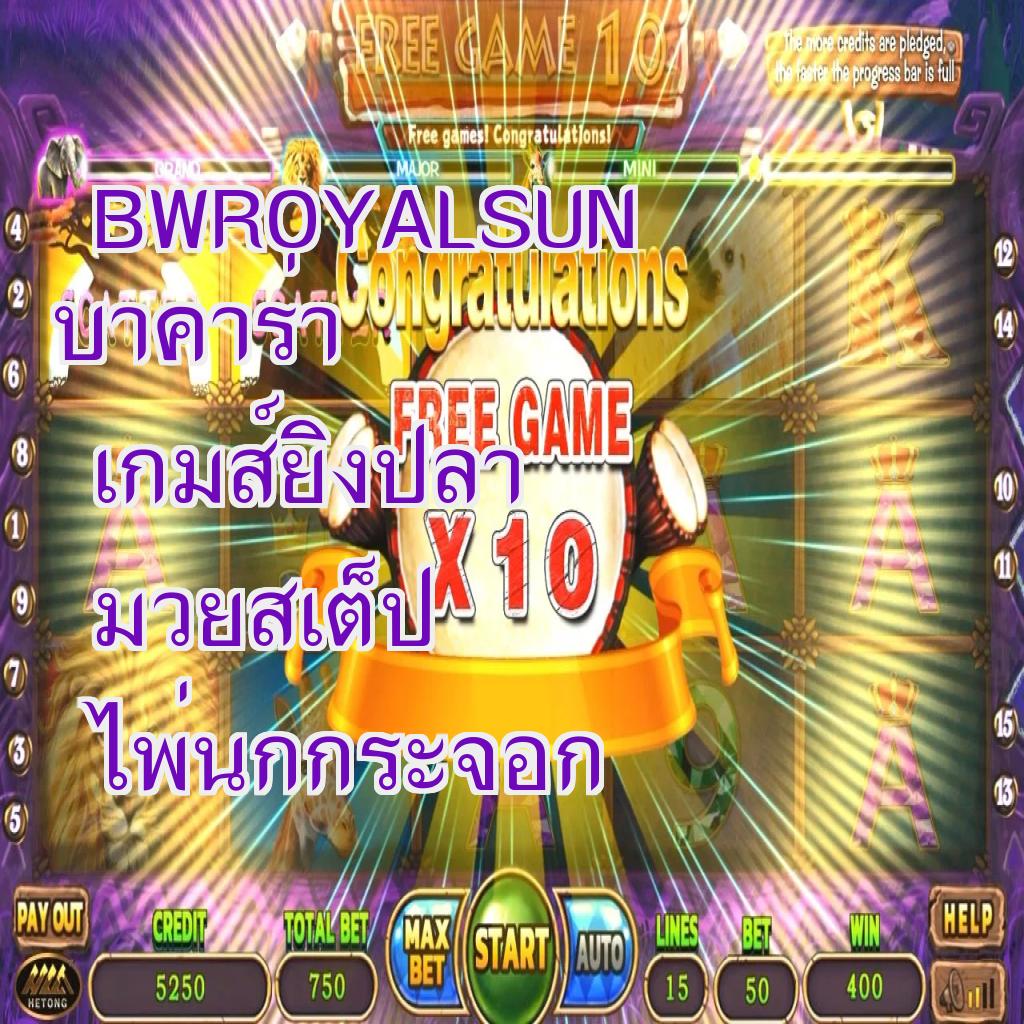 FREE GAME 10
The more credits are pledged,
the faster the progress bar is full
Free games! Congratulations!
GRAND
MAJOR
MINI
BWROYALSUN
Congratulations
บาคาร่า
FREE GAME
เกมส์ยิงปลา
X10
มวยสเต็ป
ไพ่นกกระจอก
4
2
6
8
1
9
7
3
5
12
14
10
11
15
13
K
A
A
A
PAY OUT
CREDIT
TOTAL BET
MAX
BET
START
AUTO
LINES
BET
WIN
HELP
HETONG
5250
750
15
50
400